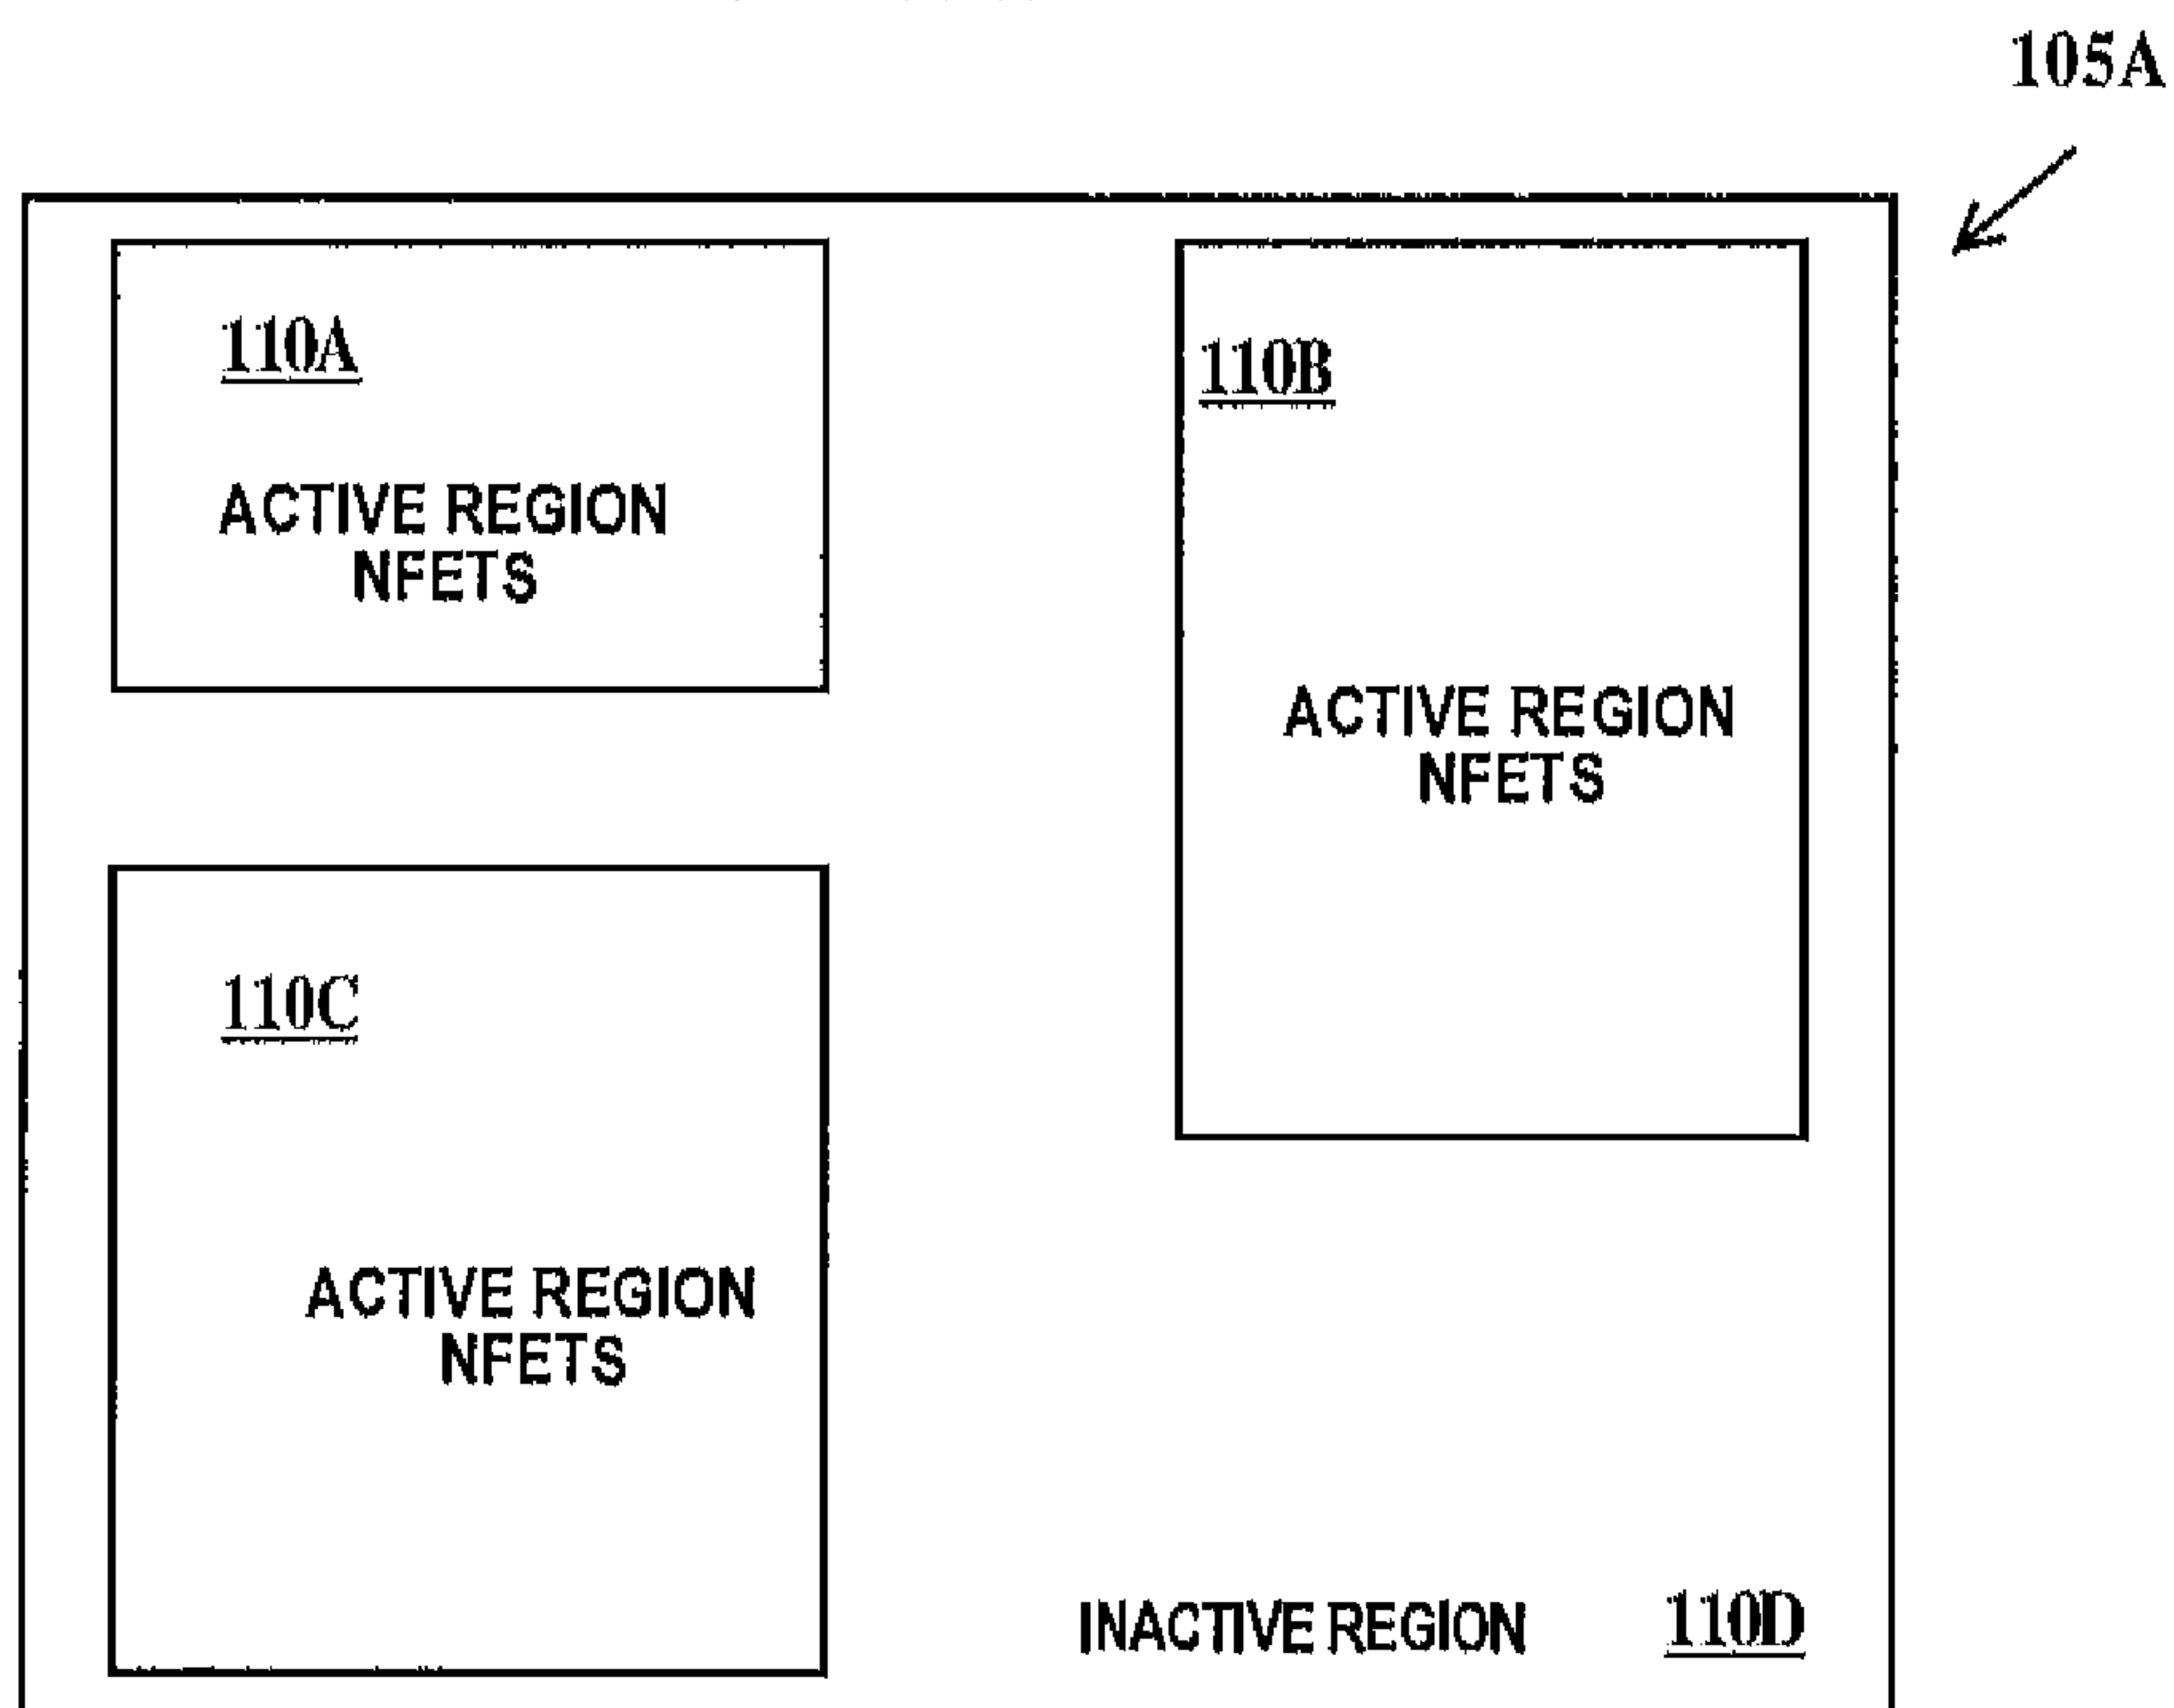 105A
110A
ACTIVE REGION
NFETS
110B
ACTIVE REGION
NFETS
110C
ACTIVE REGION
NFETS
INACTIVE REGION 110D